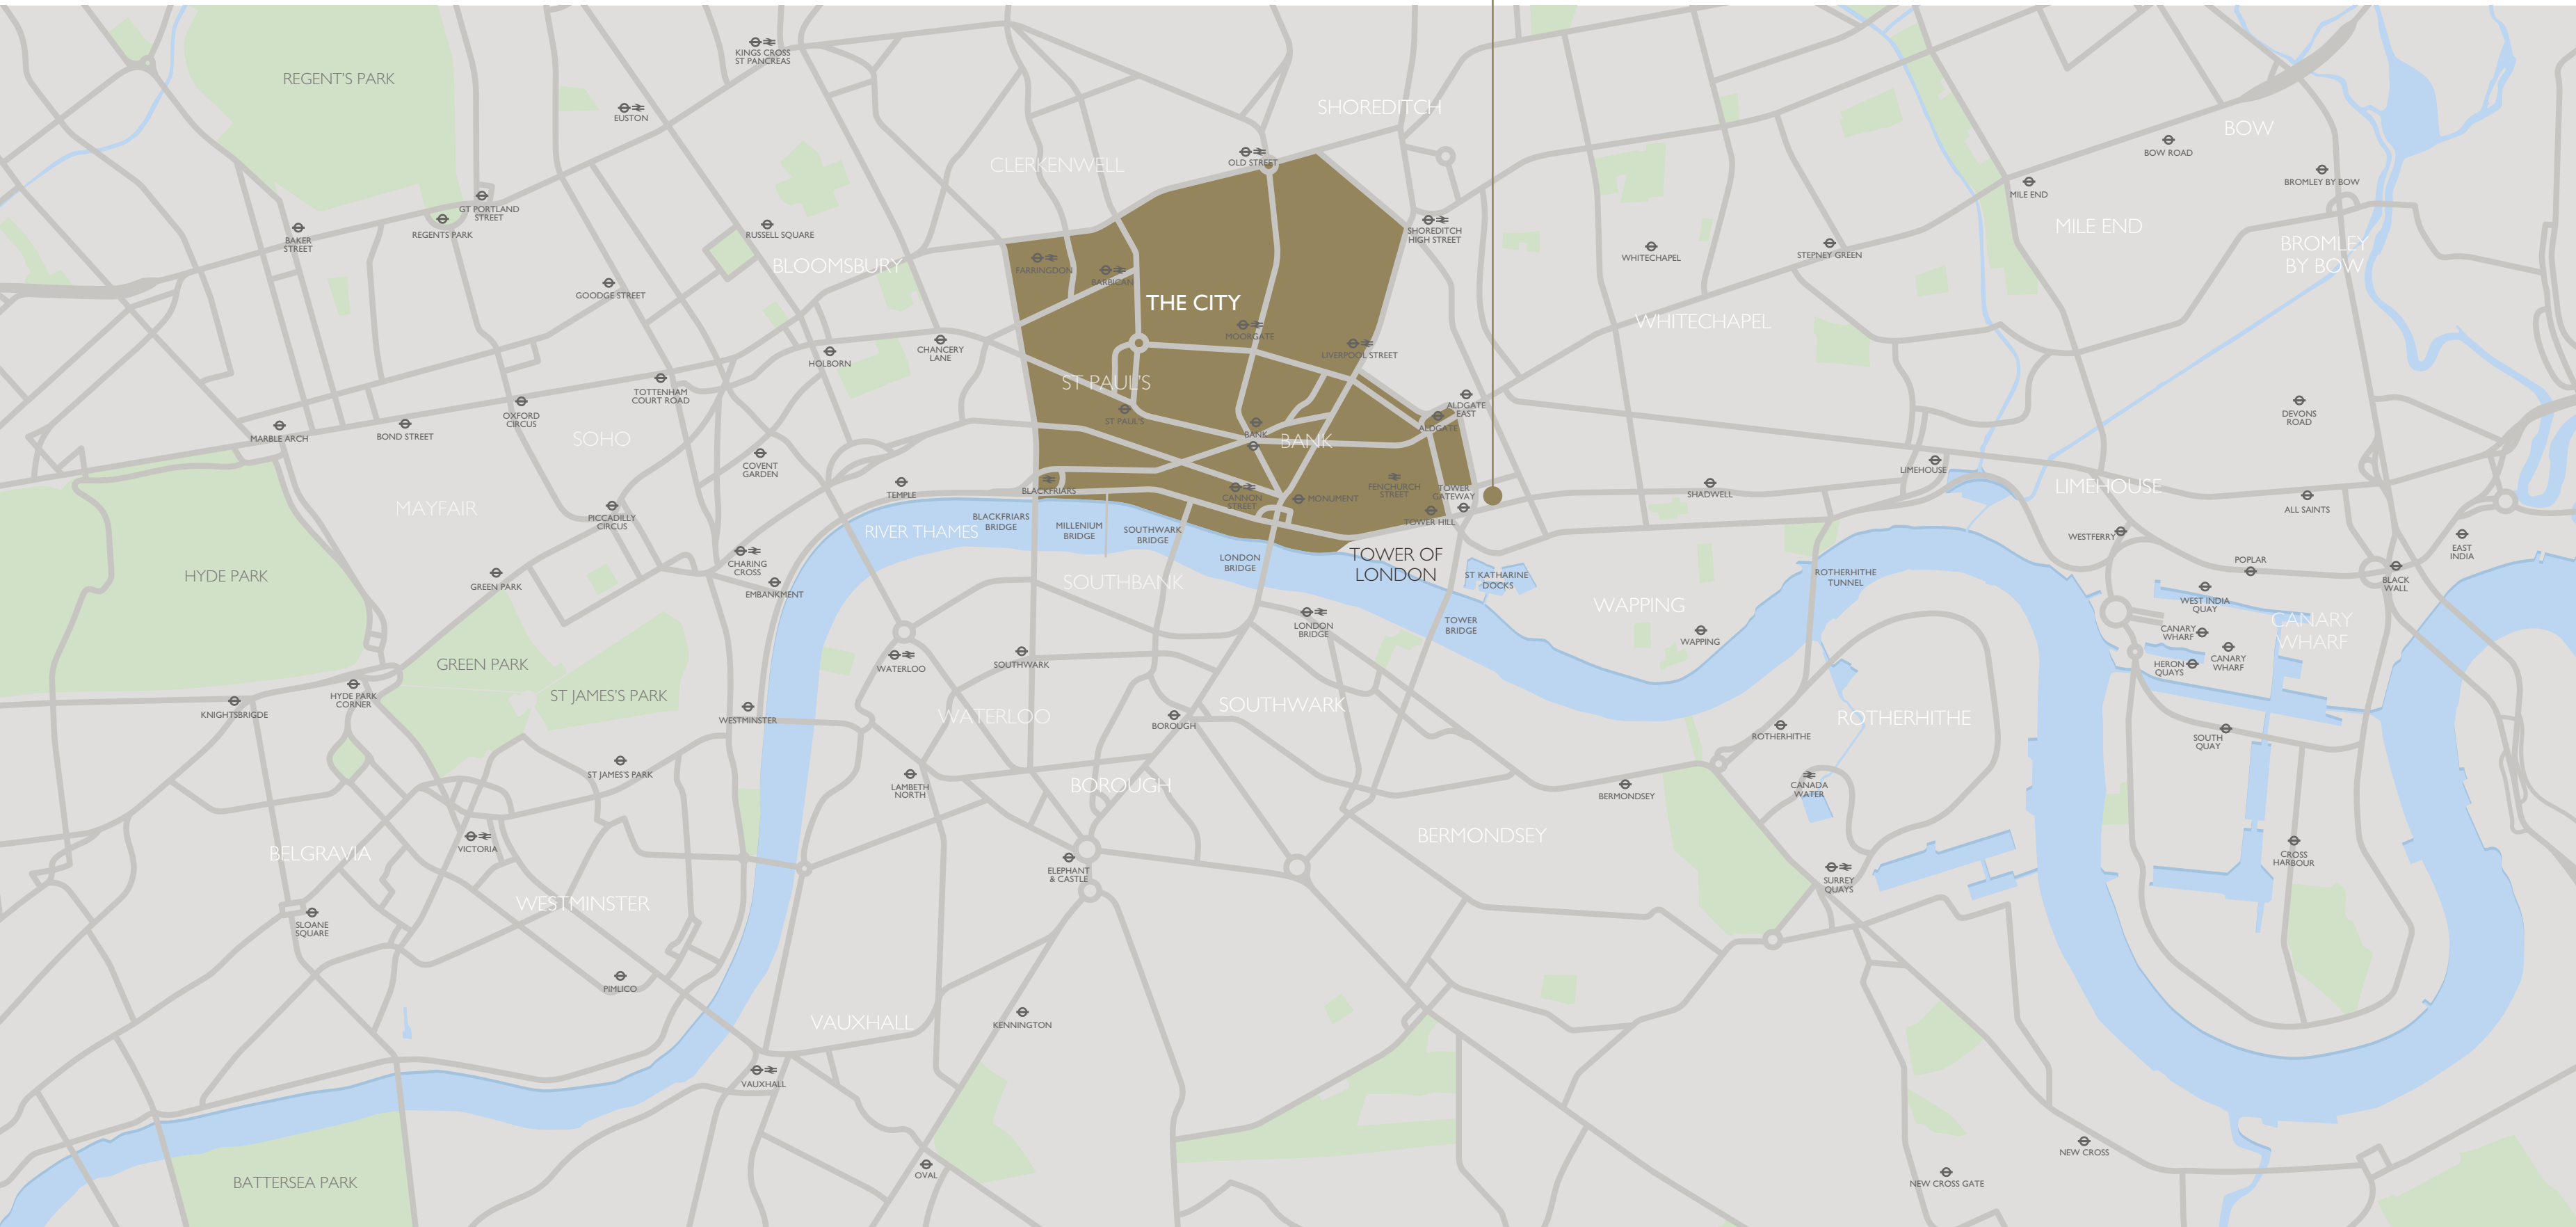 KINGS CROSS
ST PANCRAS
REGENT'S PARK
EUSTON
SHOREDITCH
BOW
BOW ROAD
CLERKENWELL
OLD STREET
BROMLEY BY BOW
MILE END
GT PORTLAND
STREET
REGENTS PARK
BAKER
STREET
RUSSELL SQUARE
SHOREDITCH
HIGH STREET
MILE END
BROMLEY
BY BOW
WHITECHAPEL
STEPNEY GREEN
BLOOMSBURY
FARRINGDON
BARBICAN
GOODGE STREET
THE CITY
WHITECHAPEL
MOORGATE
LIVERPOOL STREET
CHANCERY
LANE
HOLBORN
TOTTENHAM
COURT ROAD
ST PAUL'S
ST PAUL'S
OXFORD
CIRCUS
MARBLE ARCH
BOND STREET
SOHO
BANK
BANK
ALDGATE
EAST
ALDGATE
DEVONS
ROAD
COVENT
GARDEN
LIMEHOUSE
LIMEHOUSE
TEMPLE
BLACKFRIARS
CANNON
STREET
MONUMENT
FENCHURCH
STREET
TOWER
GATEWAY
TOWER HILL
SHADWELL
ALL SAINTS
MAYFAIR
PICCADILLY
CIRCUS
RIVER THAMES
BLACKFRIARS
BRIDGE
MILLENIUM
BRIDGE
SOUTHWARK
BRIDGE
LONDON
BRIDGE
TOWER OF
LONDON
ST KATHARINE
DOCKS
ROTHERHITHE
TUNNEL
WESTFERRY
POPLAR
EAST
INDIA
BLACK
WALL
CHARING
CROSS
EMBANKMENT
HYDE PARK
GREEN PARK
SOUTHBANK
WAPPING
WAPPING
WEST INDIA
QUAY
CANARY
WHARF
CANARY
WHARF
CANARY
WHARF
HERON
QUAYS
LONDON
BRIDGE
TOWER
BRIDGE
GREEN PARK
ST JAMES'S PARK
WATERLOO
SOUTHWARK
HYDE PARK
CORNER
KNIGHTSBRIGDE
WESTMINSTER
WATERLOO
BOROUGH
SOUTHWARK
ROTHERHITHE
ROTHERHITHE
SOUTH
QUAY
ST JAMES'S PARK
LAMBETH
NORTH
BOROUGH
BERMONDSEY
CANADA
WATER
BERMONDSEY
VICTORIA
BELGRAVIA
ELEPHANT
& CASTLE
SURREY
QUAYS
CROSS
HARBOUR
WESTMINSTER
SLOANE
SQUARE
PIMLICO
VAUXHALL
KENNINGTON
VAUXHALL
NEW CROSS
OVAL
NEW CROSS GATE
BATTERSEA PARK